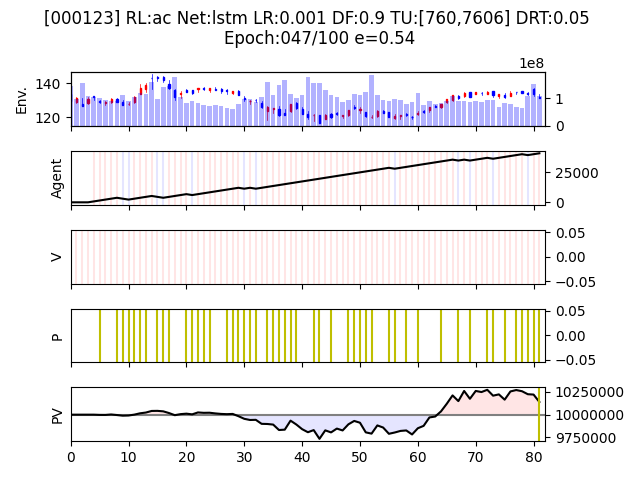 [000123] RL:ac Net:lstm LR:0.001 DF:0.9 TU:[760,7606] DRT:0.05
Epoch:047/100 e=0.54
1e8
Env.
140
120
1
0
Agent
25000
0
V
0.05
0.00
−0.05
P
0.05
0.00
−0.05
PV
10250000
10000000
9750000
0 10 20 30 40 50 60 70 80